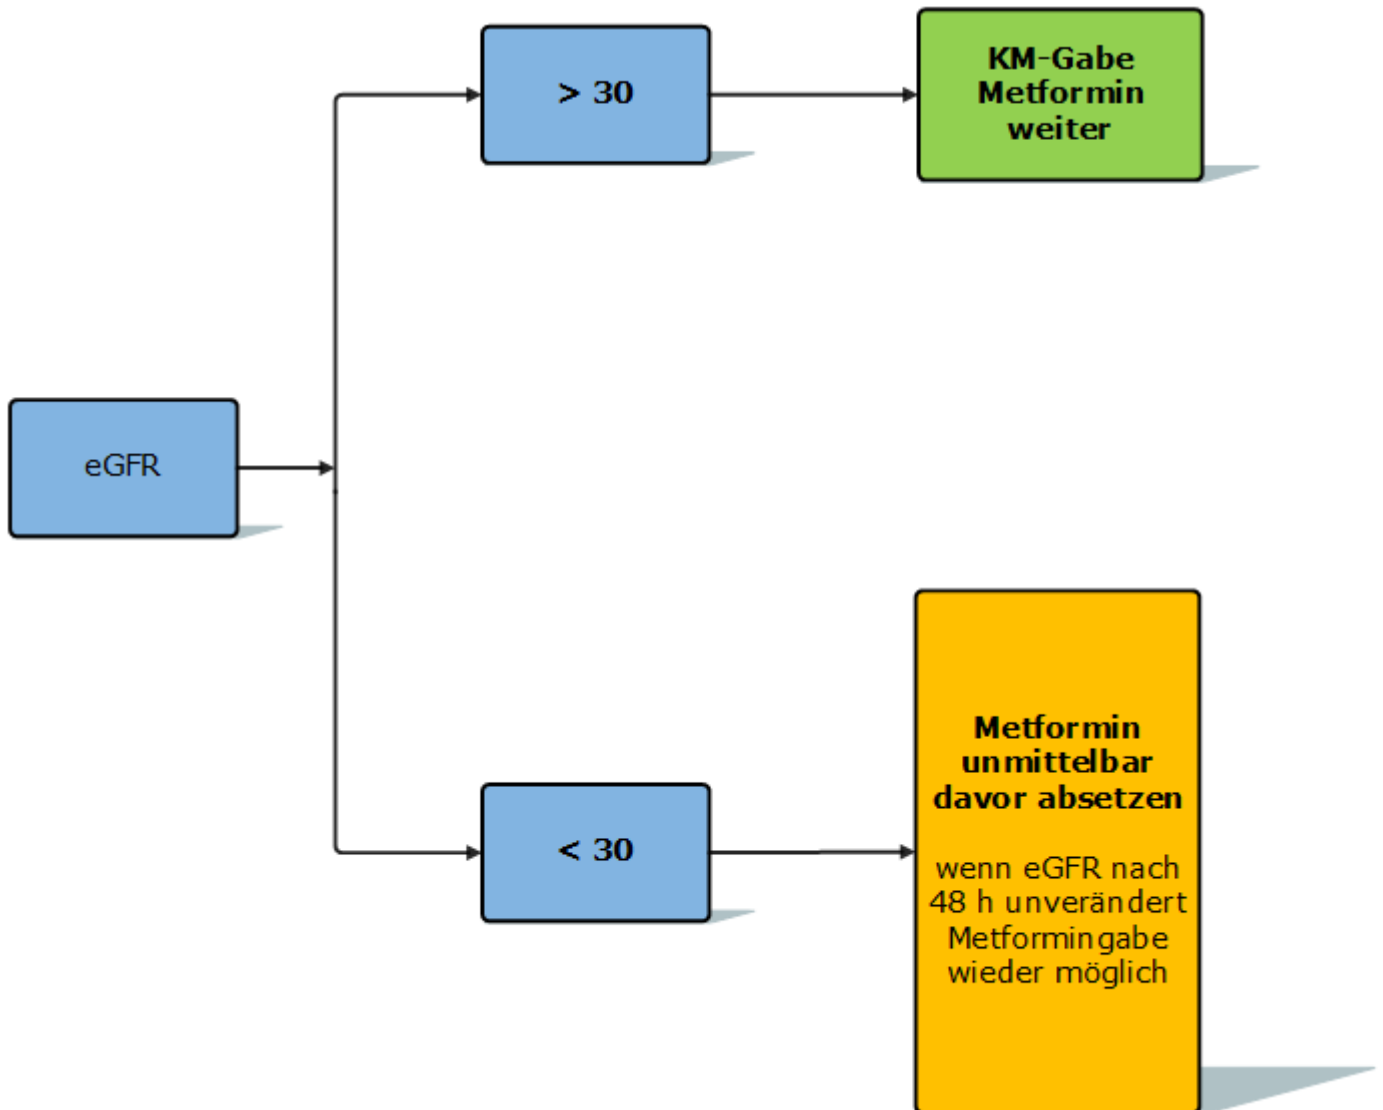 > 30
KM-Gabe
Metformin
weiter
eGFR
< 30
Metformin
unmittelbar
davor absetzen
wenn eGFR nach
48 h unverändert
Metformingabe
wieder möglich